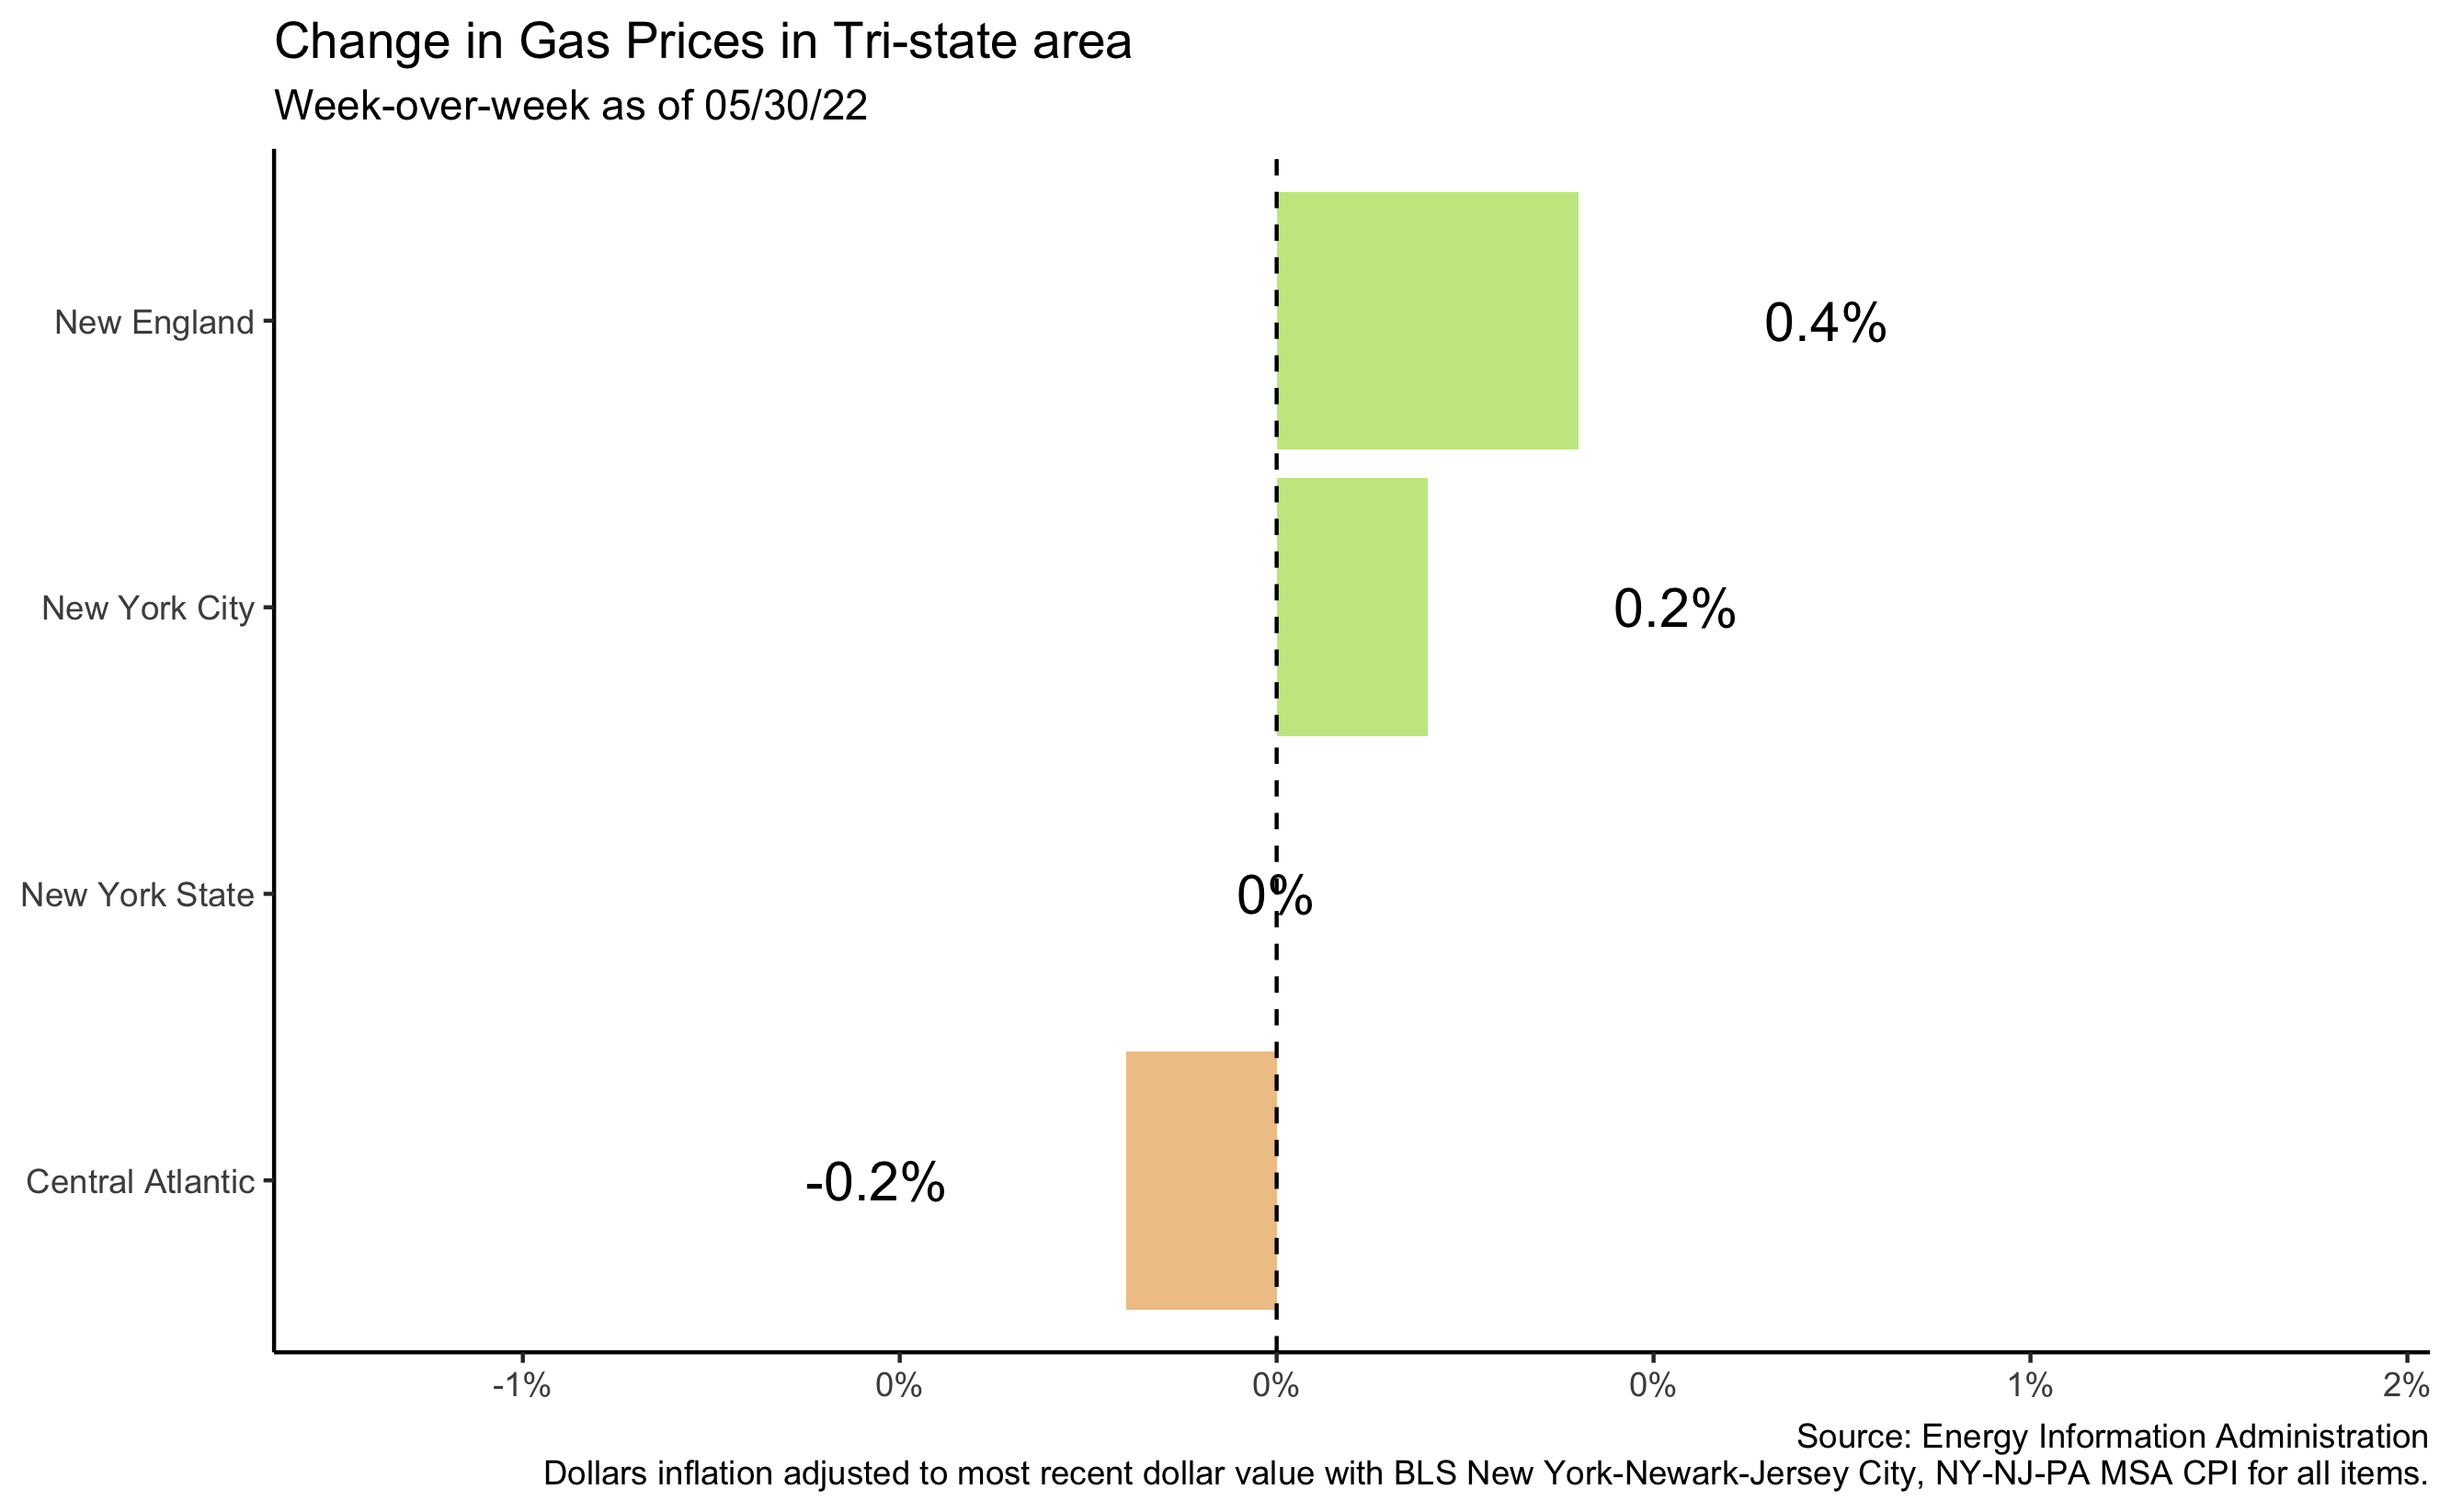 Change in Gas Prices in Tri-state area
Week-over-week as of 05/30/22
New England
0.4%
New York City
0.2%
New York State
0%
Central Atlantic
-0.2%
-1% 0% 0% 0% 1% 2%
Source: Energy Information Administration
Dollars inflation adjusted to most recent dollar value with BLS New York-Newark-Jersey City, NY-NJ-PA MSA CPI for all items.